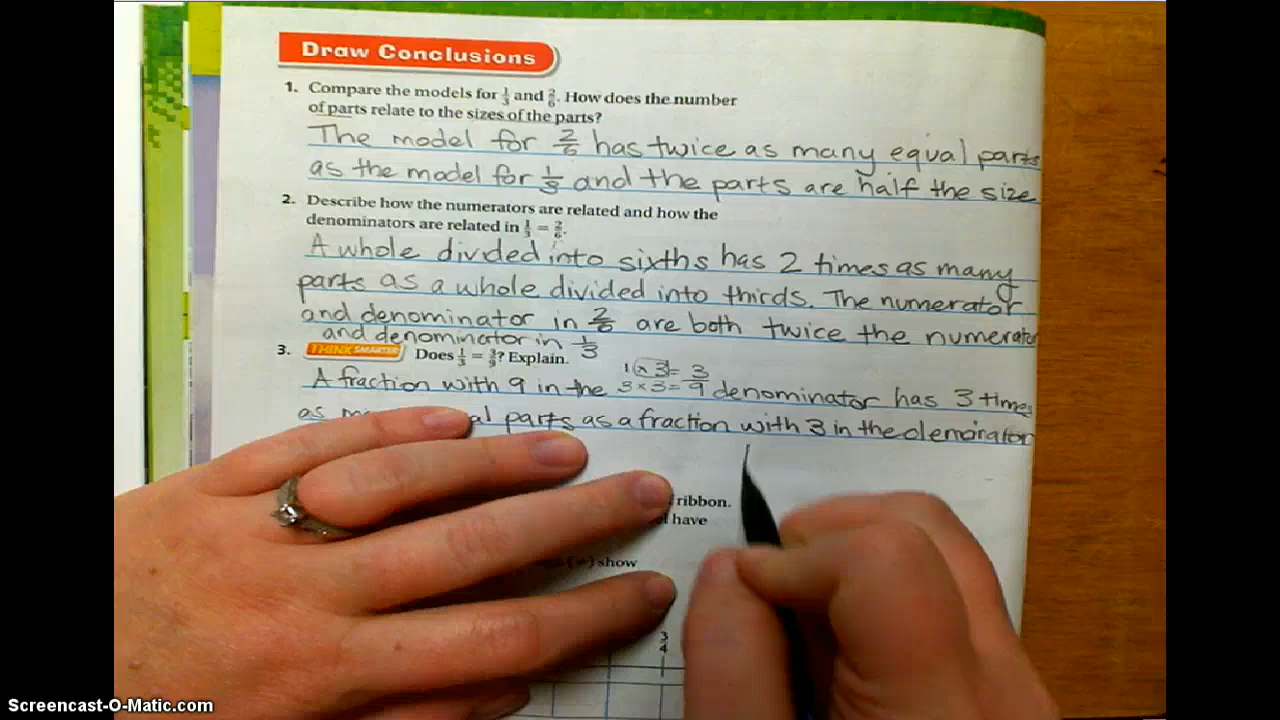 Draw Conclusions
1. Compare the models for 1/3 and 2/6. How does the number
of parts relate to the sizes of the parts?
The model for 2/6 has twice as many equal parts
as the model for 1/3 and the parts are half the size
2. Describe how the numerators are related and how the
denominators are related in 1/3 = 2/6.
A whole divided into sixths has 2 times as many
parts as a whole divided into thirds. The numerator
and denominator in 2/6 are both twice the numerator
and denominator in 1/3
3. THINK SMARTER Does 1/3 = 3/9? Explain.
1 × 3 = 3
3 × 3 = 9
A fraction with 9 in the denominator has 3 times
as parts as a fraction with 3 in the denominator
ribbon.
have
(≠) show
3/4
Screencast-O-Matic.com